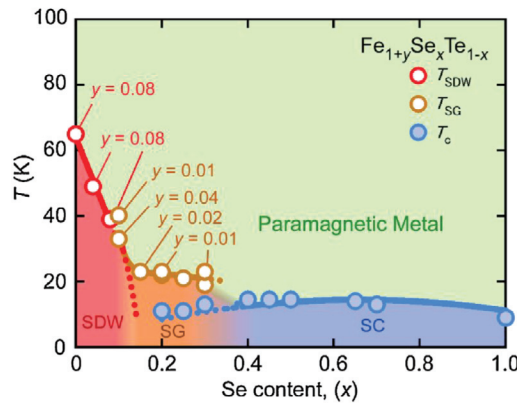 100
80
60
40
20
0
T (K)
Fe1+ySexTe1-x
TSDW
TSG
Tc
y = 0.08
y = 0.08
y = 0.01
y = 0.04
y = 0.02
y = 0.01
Paramagnetic Metal
SDW
SG
SC
0 0.2 0.4 0.6 0.8 1.0
Se content, (x)